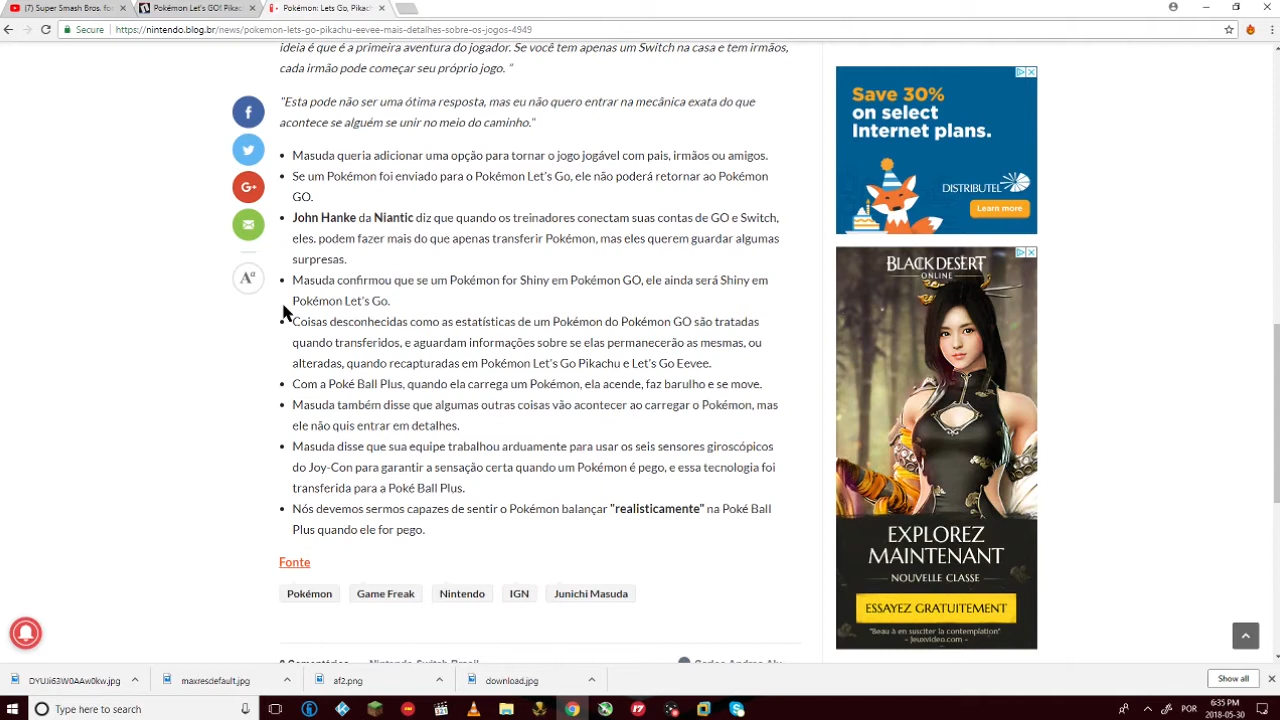 (7) Super Smash Bros. for
Pokémon Let's GO! Pikac
Pokémon: Lets Go, Pikac
Secure
https://nintendo.blog.br/news/pokemon-lets-go-pikachu-eevee-mais-detalhes-sobre-os-jogos-4949
ideia é que é a primeira aventura do jogador. Se você tem apenas um Switch na casa e tem irmãos,
cada irmão pode começar seu próprio jogo. "
"Esta pode não ser uma ótima resposta, mas eu não quero entrar na mecânica exata do que
acontece se alguém se unir no meio do caminho."
Masuda queria adicionar uma opção para tornar o jogo jogável com pais, irmãos ou amigos.
Se um Pokémon foi enviado para o Pokémon Let's Go, ele não poderá retornar ao Pokémon
GO.
John Hanke da Niantic diz que quando os treinadores conectam suas contas de GO e Switch,
eles. podem fazer mais do que apenas transferir Pokémon, mas eles querem guardar algumas
surpresas.
Masuda confirmou que se um Pokémon for Shiny em Pokémon GO, ele ainda será Shiny em
Pokémon Let's Go.
Coisas desconhecidas como as estatísticas de um Pokémon do Pokémon GO são tratadas
quando transferidos, e aguardam informações sobre se elas permanecerão as mesmas, ou
alteradas, quando recapturadas em Pokémon Let's Go Pikachu e Let's Go Eevee.
Com a Poké Ball Plus, quando ela carrega um Pokémon, ela acende, faz barulho e se move.
Masuda também disse que algumas outras coisas vão acontecer ao carregar o Pokémon, mas
ele não quis entrar em detalhes.
Masuda disse que sua equipe trabalhou arduamente para usar os seis sensores giroscópicos
do Joy-Con para garantir a sensação certa quando um Pokémon é pego, e essa tecnologia foi
transferida para a Poké Ball Plus.
Nós devemos sermos capazes de sentir o Pokémon balançar "realisticamente" na Poké Ball
Plus quando ele for pego.
Fonte
Pokémon
Game Freak
Nintendo
IGN
Junichi Masuda
Nintendo Switch Brasil
G+
Aª
Save 30%
on select
Internet plans.
DISTRIBUTEL
Learn more
BLACK DESERT
ONLINE
EXPLOREZ
MAINTENANT
NOUVELLE CLASSE
ESSAYEZ GRATUITEMENT
"Beau à en susciter la contemplation"
~ Jeuxvideo.com ~
DYUJi63W0AAw0kw.jpg
maxresdefault.jpg
af2.png
download.jpg
Show all
Type here to search
POR
6:35 PM
2018-05-30